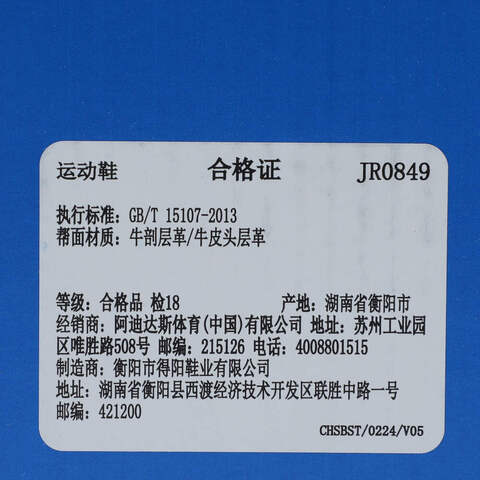 运动鞋 合格证 JR0849
执行标准: GB/T 15107-2013
帮面材质: 牛剖层革/牛皮头层革
等级: 合格品 检18 产地: 湖南省衡阳市
经销商: 阿迪达斯体育(中国)有限公司 地址: 苏州工业园
区唯胜路508号 邮编: 215126 电话: 4008801515
制造商: 衡阳市得阳鞋业有限公司
地址: 湖南省衡阳县西渡经济技术开发区联胜中路一号
邮编: 421200
CHSBST/0224/V05